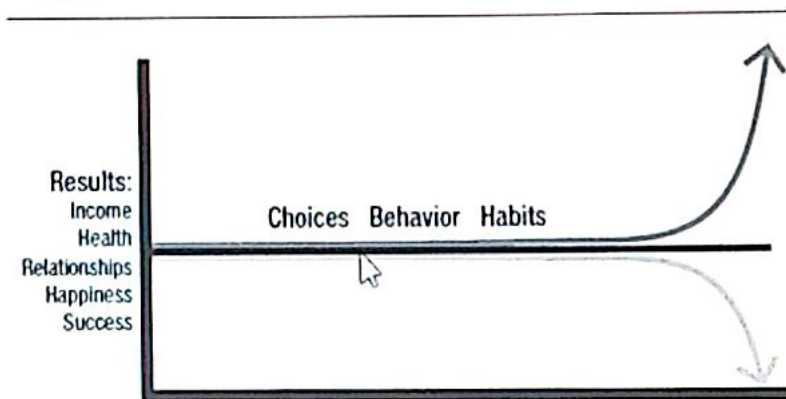 Results:
Income
Health
Relationships
Happiness
Success
Choices Behavior Habits